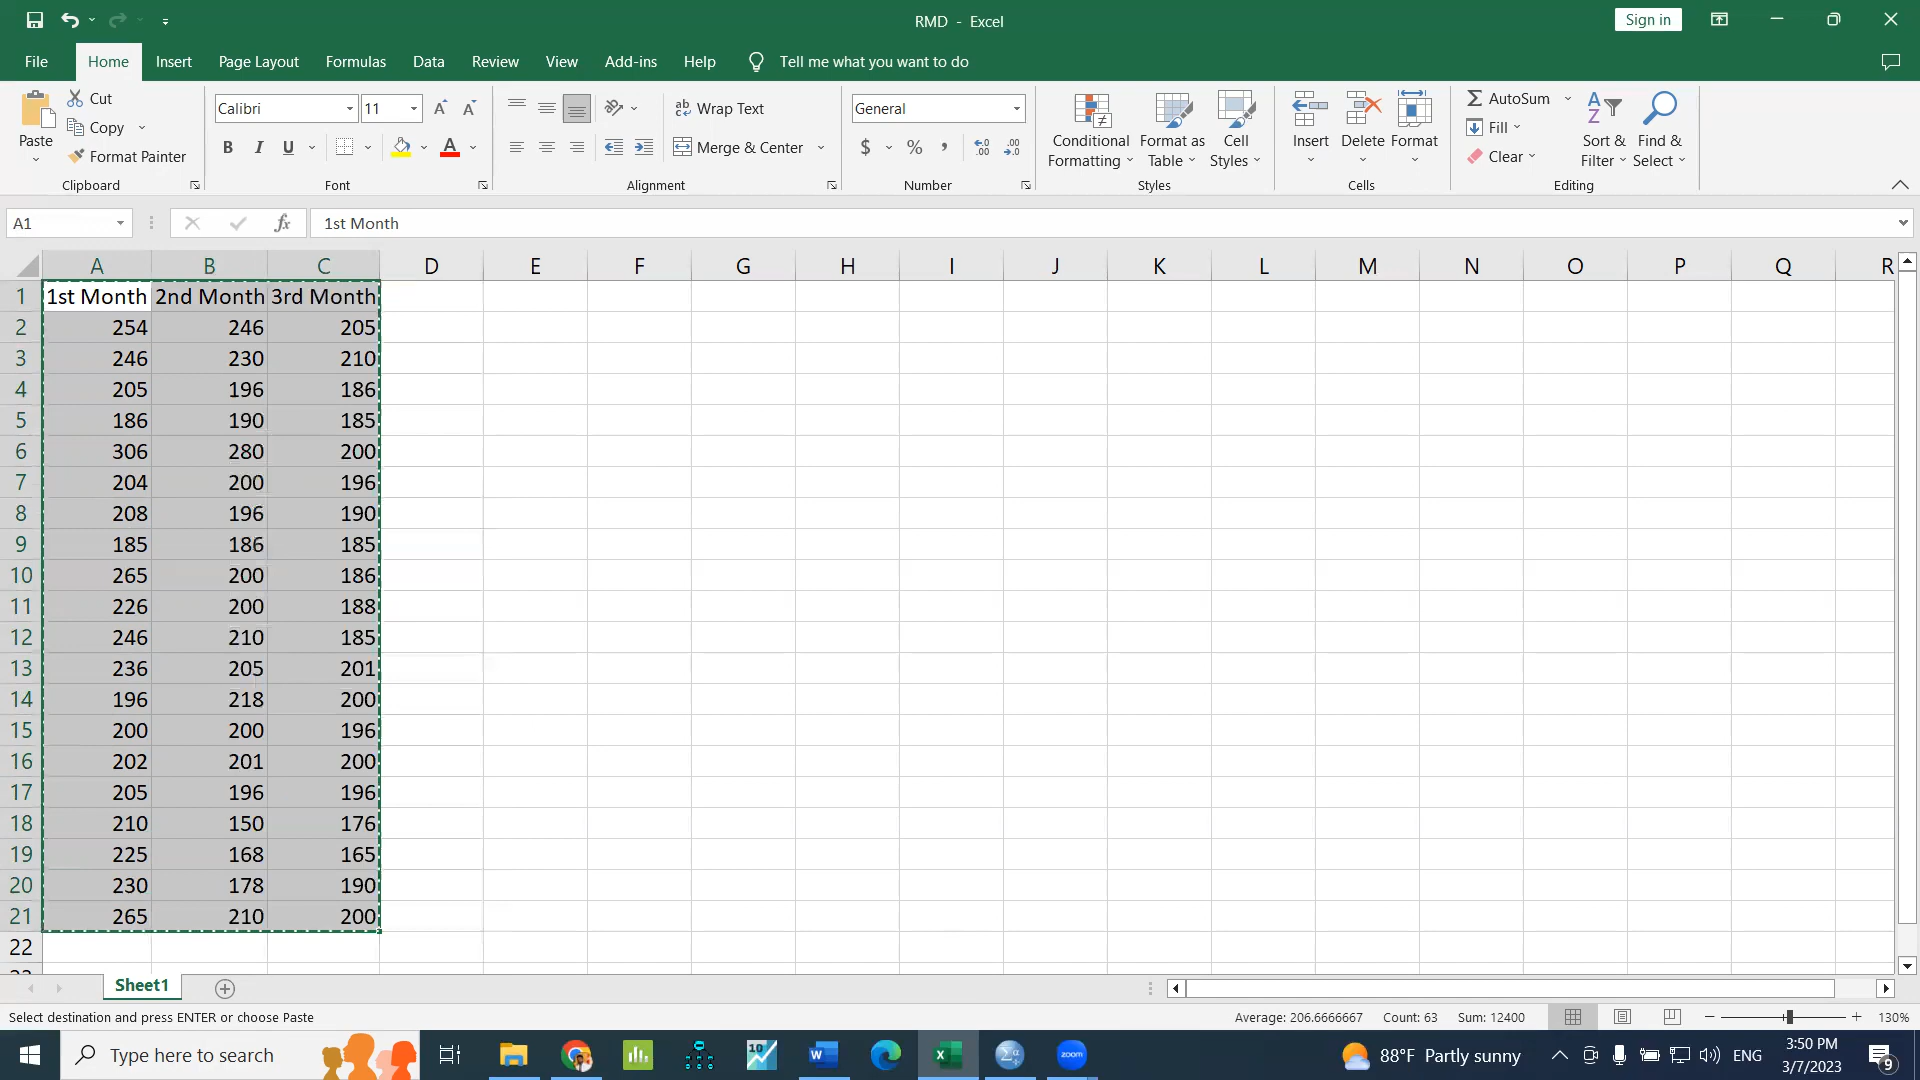 RMD - Excel
Sign in
File Home Insert Page Layout Formulas Data Review View Add-ins Help Tell me what you want to do
Paste
Cut
Copy
Format Painter
Clipboard
Calibri 11
B I U A
Font
ab Wrap Text
Merge & Center
Alignment
General
$ % ,
Number
Conditional Formatting
Format as Table
Cell Styles
Styles
Insert Delete Format
Cells
AutoSum
Fill
Clear
Sort & Filter
Find & Select
Editing
A1 fx 1st Month
A B C D E F G H I J K L M N O P Q R
1 1st Month 2nd Month 3rd Month
2 254 246 205
3 246 230 210
4 205 196 186
5 186 190 185
6 306 280 200
7 204 200 196
8 208 196 190
9 185 186 185
10 265 200 186
11 226 200 188
12 246 210 185
13 236 205 201
14 196 218 200
15 200 200 196
16 202 201 200
17 205 196 196
18 210 150 176
19 225 168 165
20 230 178 190
21 265 210 200
22
Sheet1
Select destination and press ENTER or choose Paste Average: 206.6666667 Count: 63 Sum: 12400 130%
Type here to search 10 zoom 88°F Partly sunny ENG 3:50 PM
3/7/2023 9